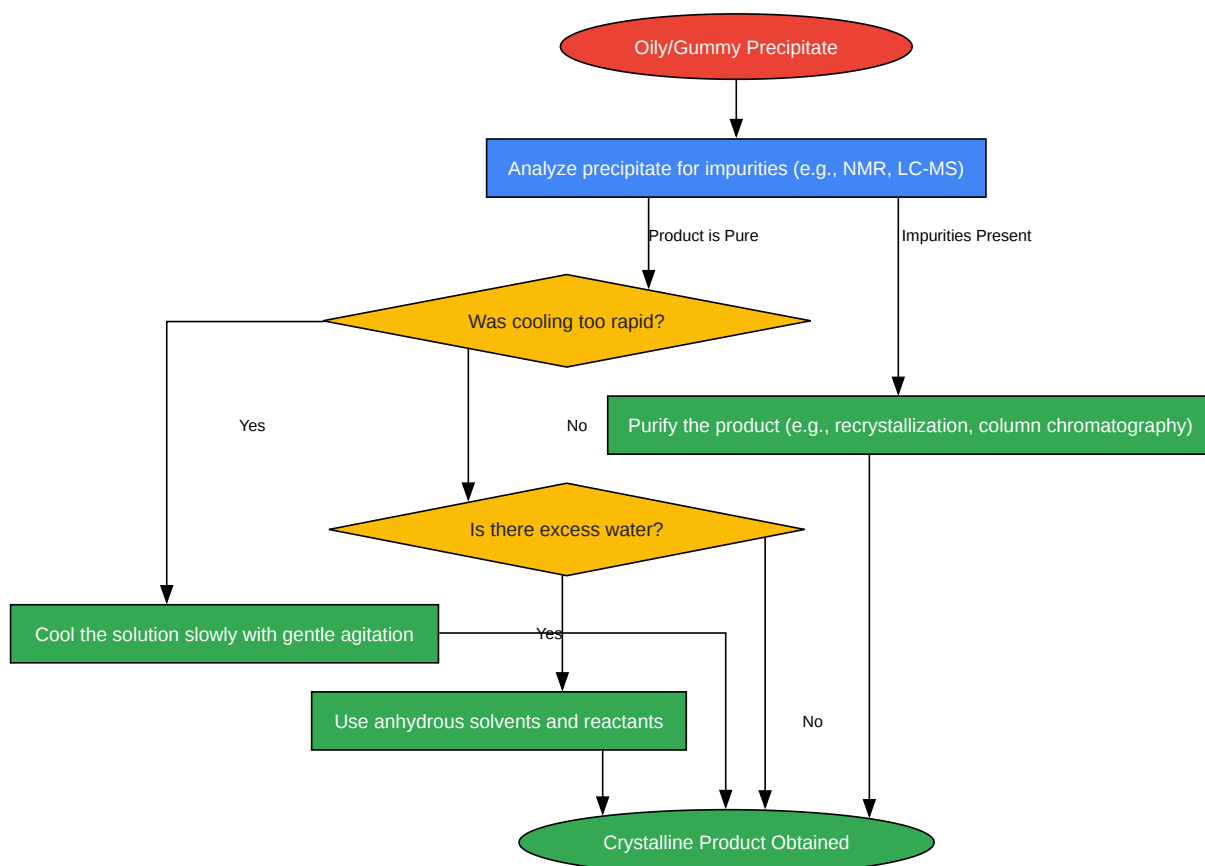 Oily/Gummy Precipitate
Analyze precipitate for impurities (e.g., NMR, LC-MS)
Product is Pure
Impurities Present
Was cooling too rapid?
Yes
No
Purify the product (e.g., recrystallization, column chromatography)
Is there excess water?
Cool the solution slowly with gentle agitation
Yes
Use anhydrous solvents and reactants
No
Crystalline Product Obtained